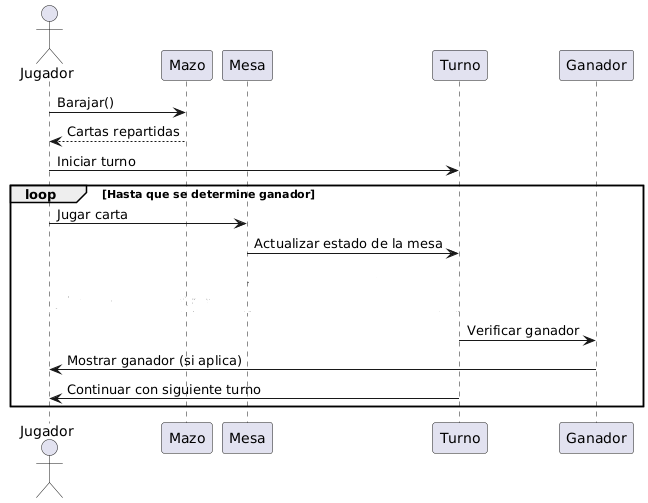 Jugador
Mazo
Mesa
Turno
Ganador
Barajar()
Cartas repartidas
Iniciar turno
loop
[Hasta que se determine ganador]
Jugar carta
Actualizar estado de la mesa
Verificar ganador
Mostrar ganador (si aplica)
Continuar con siguiente turno
Jugador
Mazo
Mesa
Turno
Ganador